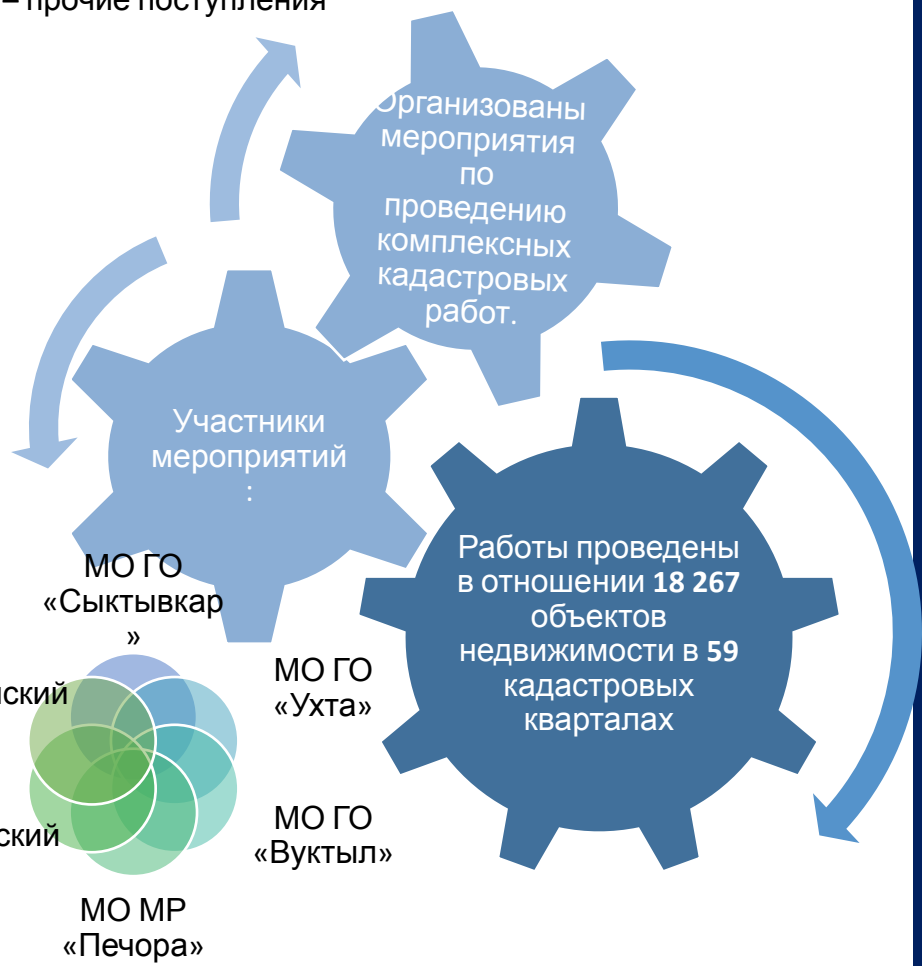 – прочие поступления
Организованы
мероприятия
по
проведению
комплексных
кадастровых
работ.
Участники
мероприятий
:
Работы проведены
в отношении 18 267
объектов
недвижимости в 59
кадастровых
кварталах
МО ГО
«Сыктывкар
»
МО ГО
«Ухта»
МО ГО
«Вуктыл»
МО МР
«Печора»